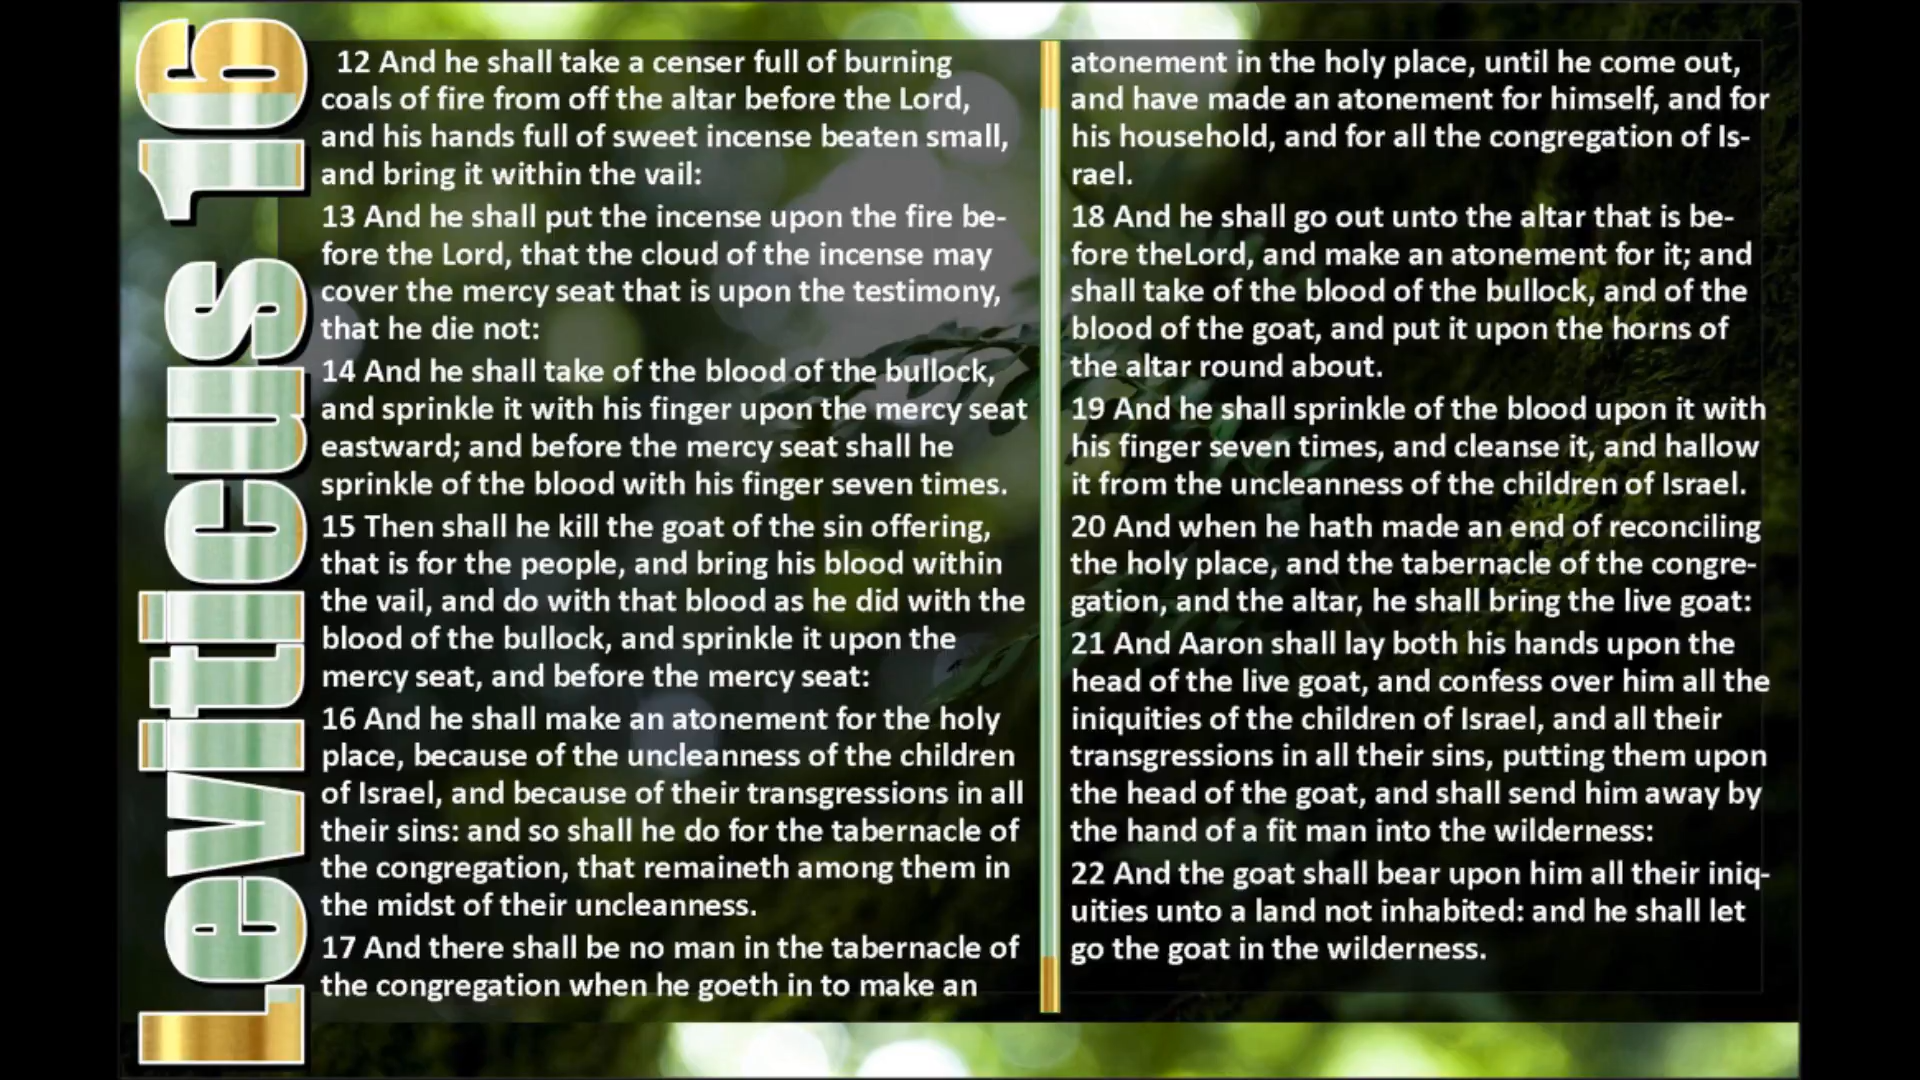 Leviticus 16
12 And he shall take a censer full of burning
coals of fire from off the altar before the Lord,
and his hands full of sweet incense beaten small,
and bring it within the vail:
13 And he shall put the incense upon the fire be-
fore the Lord, that the cloud of the incense may
cover the mercy seat that is upon the testimony,
that he die not:
14 And he shall take of the blood of the bullock,
and sprinkle it with his finger upon the mercy seat
eastward; and before the mercy seat shall he
sprinkle of the blood with his finger seven times.
15 Then shall he kill the goat of the sin offering,
that is for the people, and bring his blood within
the vail, and do with that blood as he did with the
blood of the bullock, and sprinkle it upon the
mercy seat, and before the mercy seat:
16 And he shall make an atonement for the holy
place, because of the uncleanness of the children
of Israel, and because of their transgressions in all
their sins: and so shall he do for the tabernacle of
the congregation, that remaineth among them in
the midst of their uncleanness.
17 And there shall be no man in the tabernacle of
the congregation when he goeth in to make an
atonement in the holy place, until he come out,
and have made an atonement for himself, and for
his household, and for all the congregation of Is-
rael.
18 And he shall go out unto the altar that is be-
fore theLord, and make an atonement for it; and
shall take of the blood of the bullock, and of the
blood of the goat, and put it upon the horns of
the altar round about.
19 And he shall sprinkle of the blood upon it with
his finger seven times, and cleanse it, and hallow
it from the uncleanness of the children of Israel.
20 And when he hath made an end of reconciling
the holy place, and the tabernacle of the congre-
gation, and the altar, he shall bring the live goat:
21 And Aaron shall lay both his hands upon the
head of the live goat, and confess over him all the
iniquities of the children of Israel, and all their
transgressions in all their sins, putting them upon
the head of the goat, and shall send him away by
the hand of a fit man into the wilderness:
22 And the goat shall bear upon him all their iniq-
uities unto a land not inhabited: and he shall let
go the goat in the wilderness.